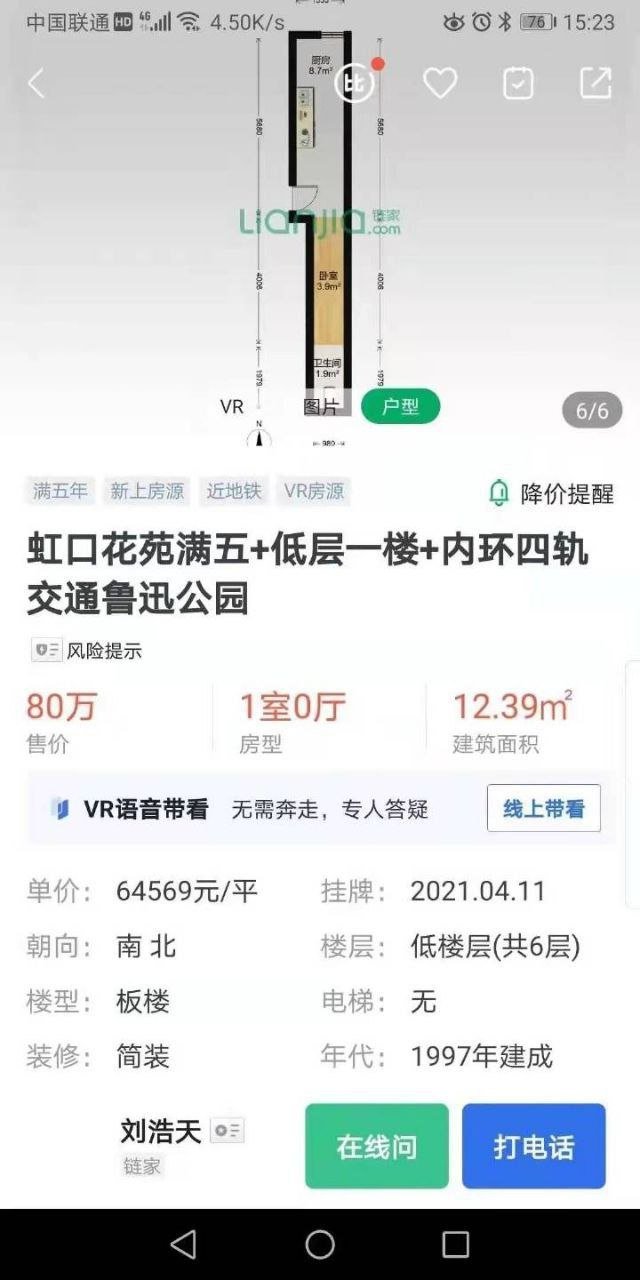 中国联通 HD 4G 4.50K/s 76 15:23
厨房
8.7m²
比
5680
5680
Lianjia 链家
.com
卧室
3.9m²
4006
4006
卫生间
1.9m²
1979
1979
VR 图片 户型 6/6
N
980
满五年 新上房源 近地铁 VR房源 降价提醒
虹口花苑满五+低层一楼+内环四轨
交通鲁迅公园
风险提示
80万 1室0厅 12.39m²
售价 房型 建筑面积
VR语音带看 无需奔走，专人答疑 线上带看
单价： 64569元/平 挂牌： 2021.04.11
朝向： 南 北 楼层： 低楼层(共6层)
楼型： 板楼 电梯： 无
装修： 简装 年代： 1997年建成
刘浩天
链家
在线问 打电话